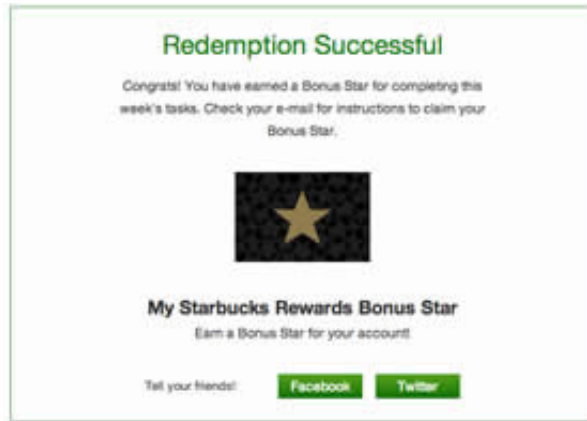 Redemption Successful
Congrats! You have earned a Bonus Star for completing this
week's tasks. Check your e-mail for instructions to claim your
Bonus Star.
My Starbucks Rewards Bonus Star
Earn a Bonus Star for your account!
Tell your friends! Facebook Twitter